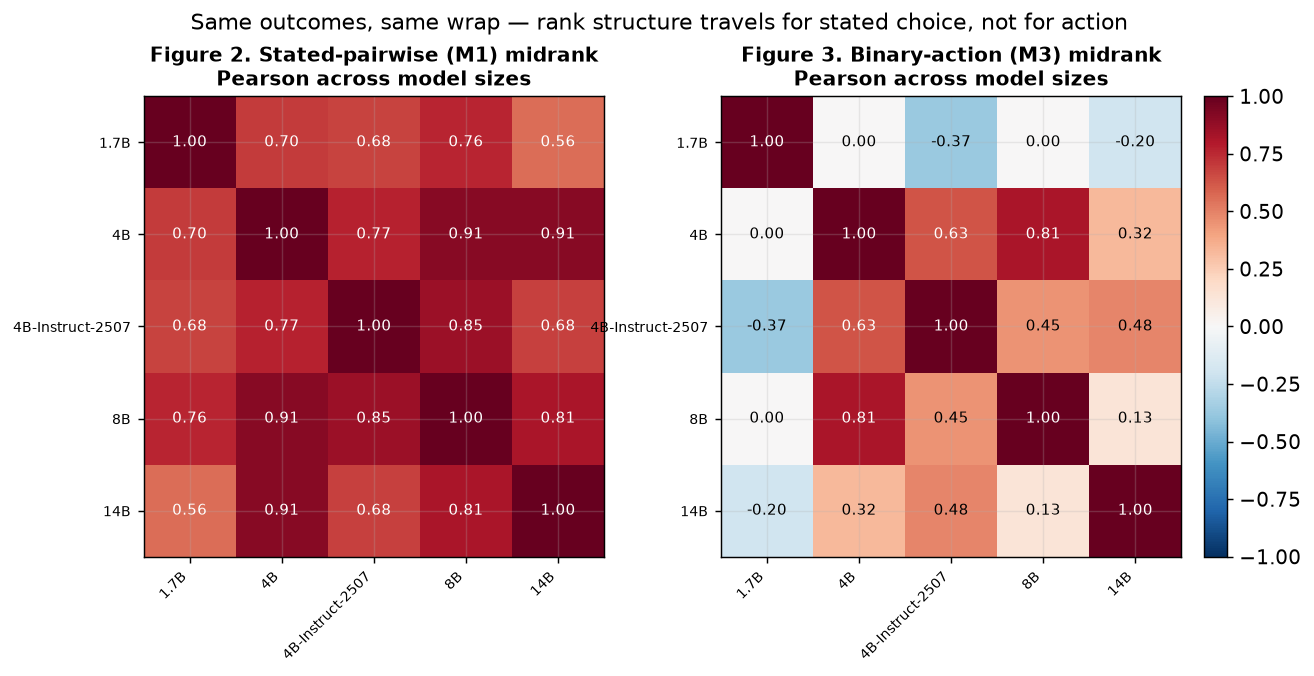 Same outcomes, same wrap — rank structure travels for stated choice, not for action
Figure 2. Stated-pairwise (M1) midrank
Pearson across model sizes
1.7B
4B
4B-Instruct-2507
8B
14B
1.00 0.70 0.68 0.76 0.56
0.70 1.00 0.77 0.91 0.91
0.68 0.77 1.00 0.85 0.68
0.76 0.91 0.85 1.00 0.81
0.56 0.91 0.68 0.81 1.00
1.7B
4B
4B-Instruct-2507
8B
14B
Figure 3. Binary-action (M3) midrank
Pearson across model sizes
1.7B
4B
4B-Instruct-2507
8B
14B
1.00 0.00 -0.37 0.00 -0.20
0.00 1.00 0.63 0.81 0.32
-0.37 0.63 1.00 0.45 0.48
0.00 0.81 0.45 1.00 0.13
-0.20 0.32 0.48 0.13 1.00
1.7B
4B
4B-Instruct-2507
8B
14B
1.00
0.75
0.50
0.25
0.00
−0.25
−0.50
−0.75
−1.00